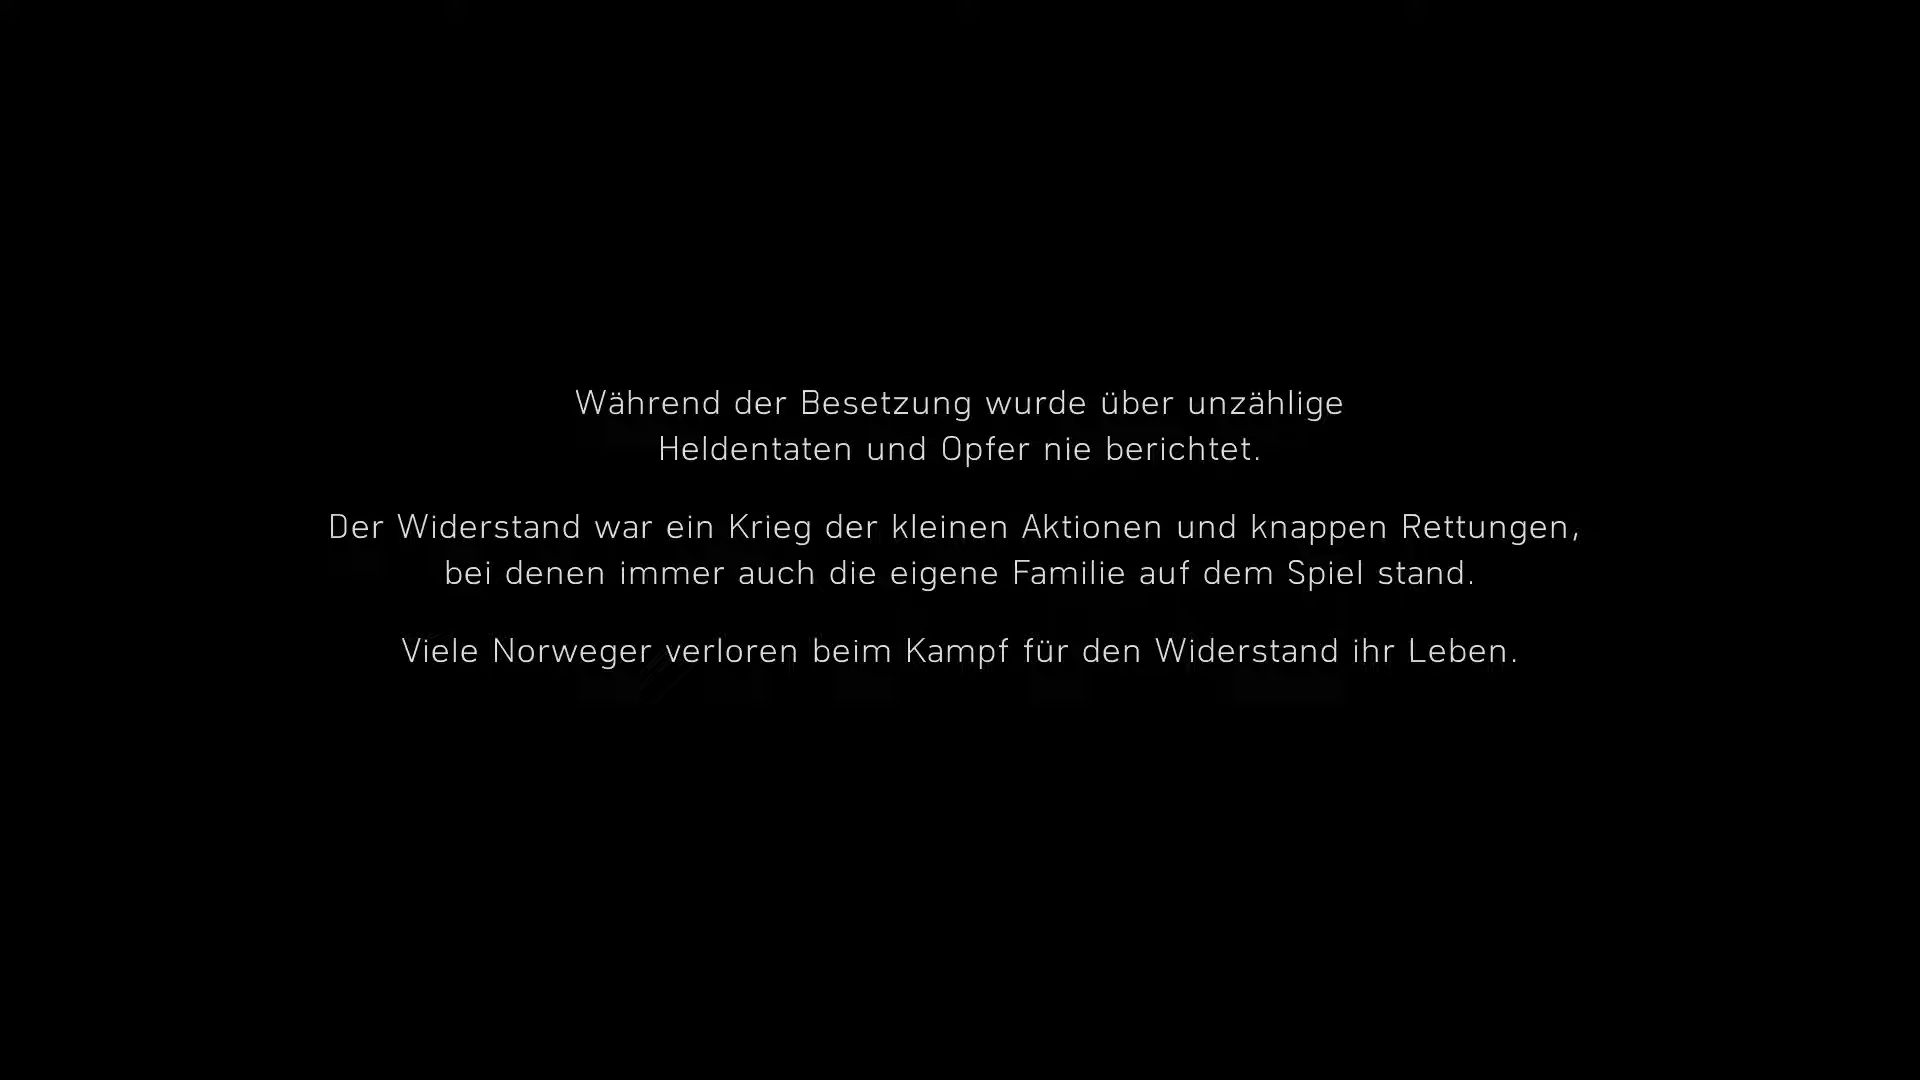 Während der Besetzung wurde über unzählige
Heldentaten und Opfer nie berichtet.
Der Widerstand war ein Krieg der kleinen Aktionen und knappen Rettungen,
bei denen immer auch die eigene Familie auf dem Spiel stand.
Viele Norweger verloren beim Kampf für den Widerstand ihr Leben.